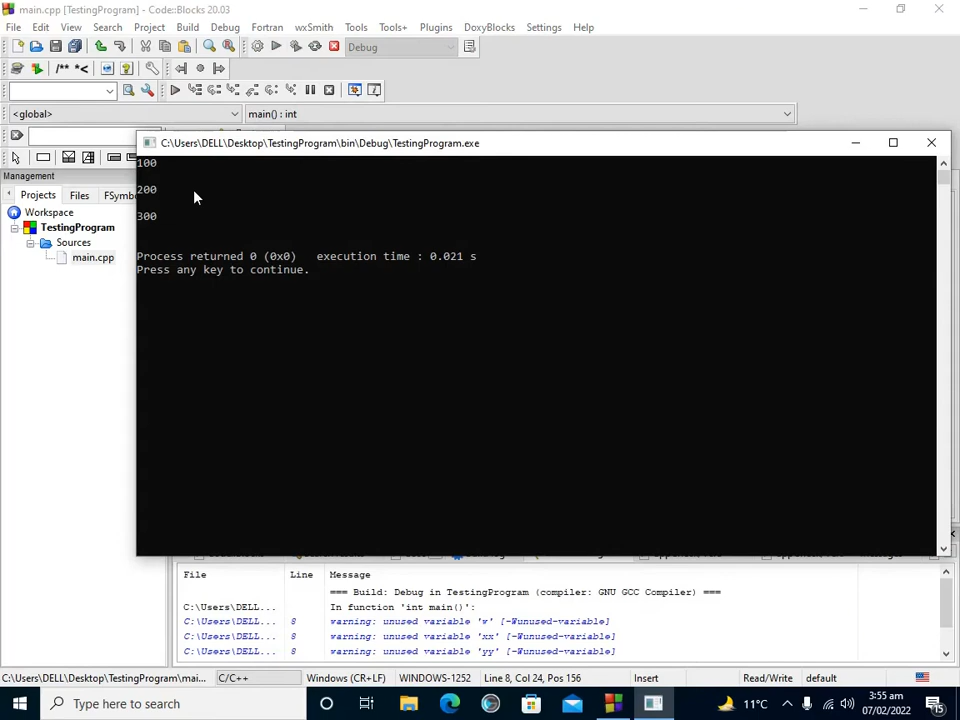 main.cpp [TestingProgram] - Code::Blocks 20.03
File Edit View Search Project Build Debug Fortran wxSmith Tools Tools+ Plugins DoxyBlocks Settings Help
Debug
/** *<
<global> main() : int
C:\Users\DELL\Desktop\TestingProgram\bin\Debug\TestingProgram.exe
100
200
300
Process returned 0 (0x0) execution time : 0.021 s
Press any key to continue.
Management
Projects Files FSymbo
Workspace
TestingProgram
Sources
main.cpp
File Line Message
=== Build: Debug in TestingProgram (compiler: GNU GCC Compiler) ===
C:\Users\DELL... In function 'int main()':
C:\Users\DELL... 8 warning: unused variable 'v' [-Wunused-variable]
C:\Users\DELL... 8 warning: unused variable 'xx' [-Wunused-variable]
C:\Users\DELL... 8 warning: unused variable 'yy' [-Wunused-variable]
C:\Users\DELL\Desktop\TestingProgram\mai... C/C++ Windows (CR+LF) WINDOWS-1252 Line 8, Col 24, Pos 156 Insert Read/Write default
Type here to search
11°C
3:55 am
07/02/2022
15